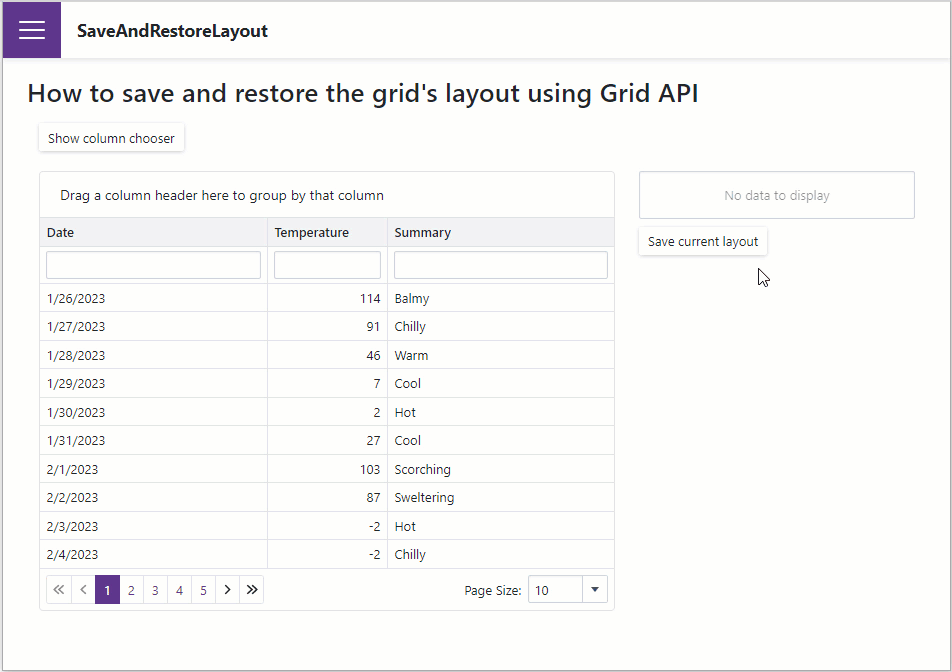 SaveAndRestoreLayout
How to save and restore the grid's layout using Grid API
Show column chooser
Drag a column header here to group by that column
Date Temperature Summary
1/26/2023 114 Balmy
1/27/2023 91 Chilly
1/28/2023 46 Warm
1/29/2023 7 Cool
1/30/2023 2 Hot
1/31/2023 27 Cool
2/1/2023 103 Scorching
2/2/2023 87 Sweltering
2/3/2023 -2 Hot
2/4/2023 -2 Chilly
1 2 3 4 5 Page Size: 10
No data to display
Save current layout